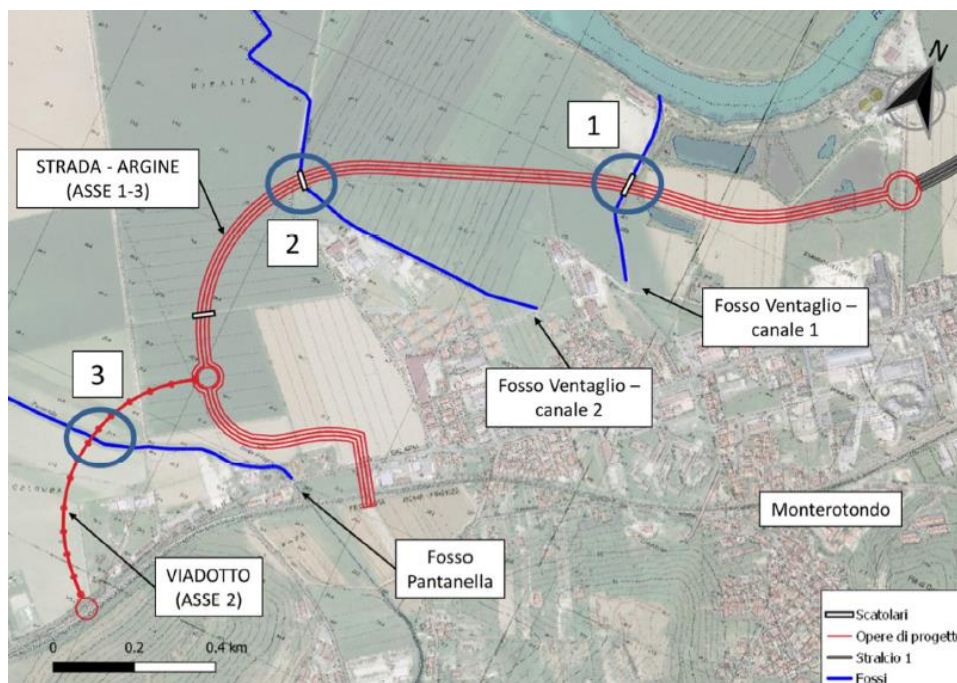 N
RIPALTA
1
STRADA - ARGINE
(ASSE 1-3)
2
Fosso Ventaglio –
canale 1
3
Fosso Ventaglio –
canale 2
Monterotondo
VIADOTTO
(ASSE 2)
Fosso
Pantanella
Scatolari
Opere di progetto
Stralcio 1
Fossi
0
0.2
0.4 km